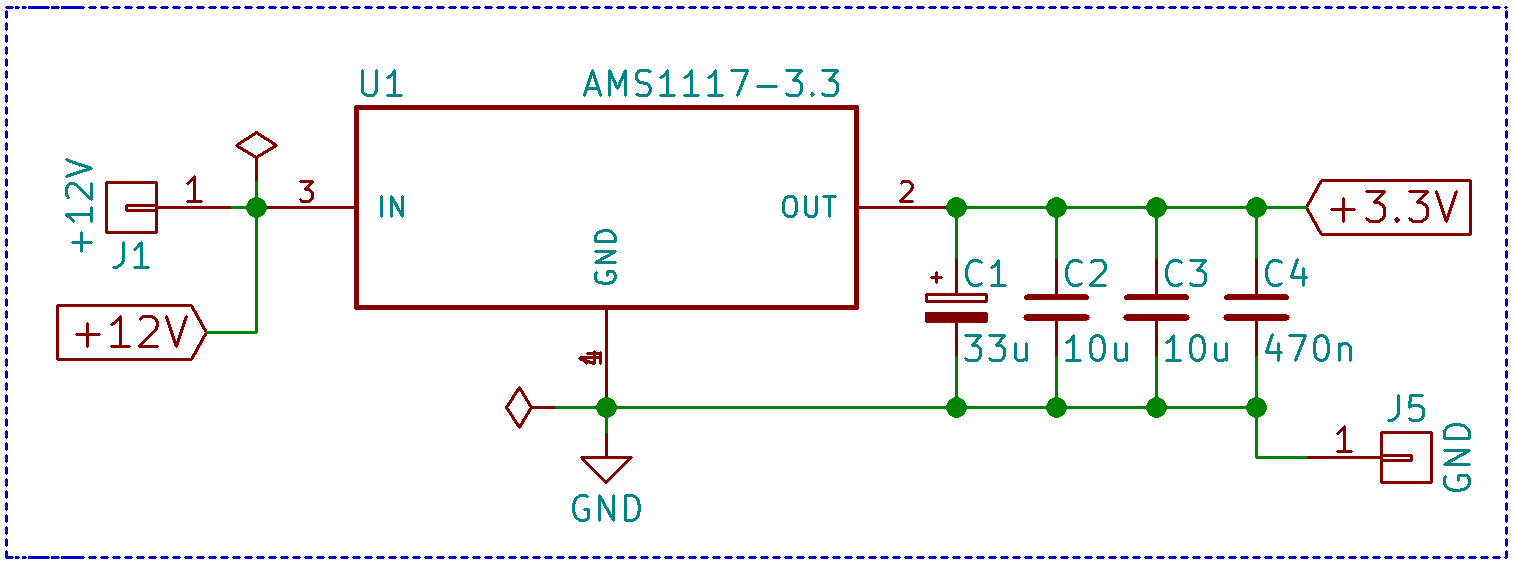 U1 AMS1117-3.3
+12V
J1
1
3
IN
OUT
GND
2
+3.3V
+12V
+
C1
C2
C3
C4
33u
10u
10u
470n
GND
J5
1
GND